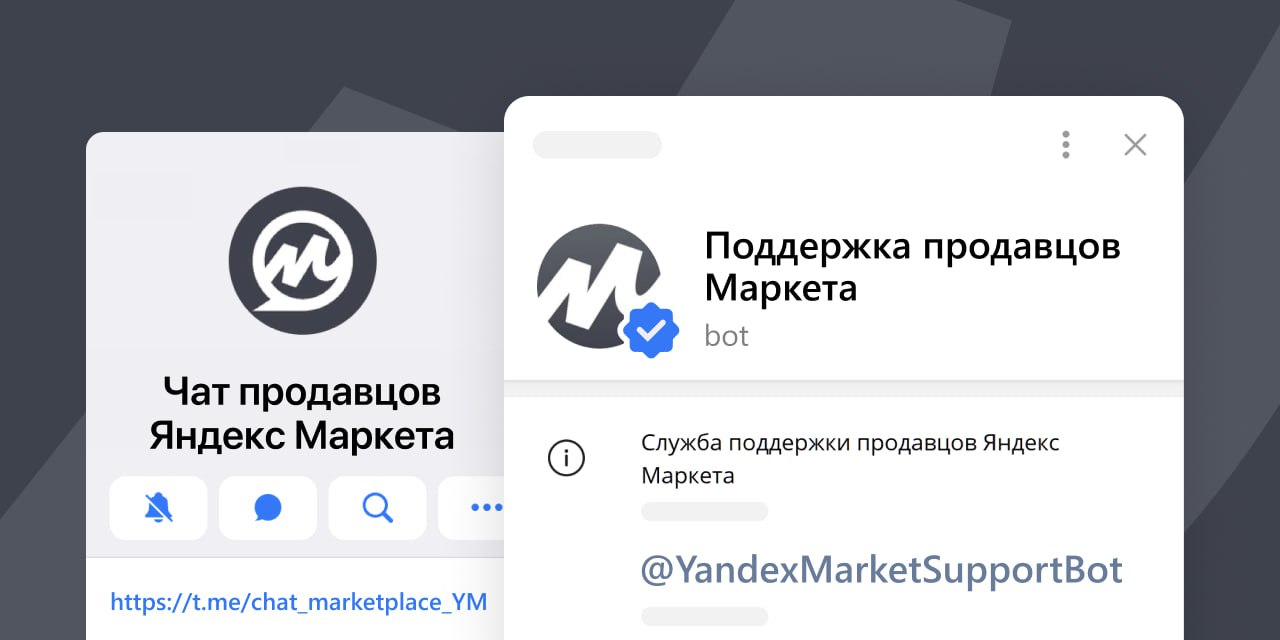 Чат продавцов
Яндекс Маркета
https://t.me/chat_marketplace_YM
Поддержка продавцов
Маркета
bot
Служба поддержки продавцов Яндекс
Маркета
@YandexMarketSupportBot